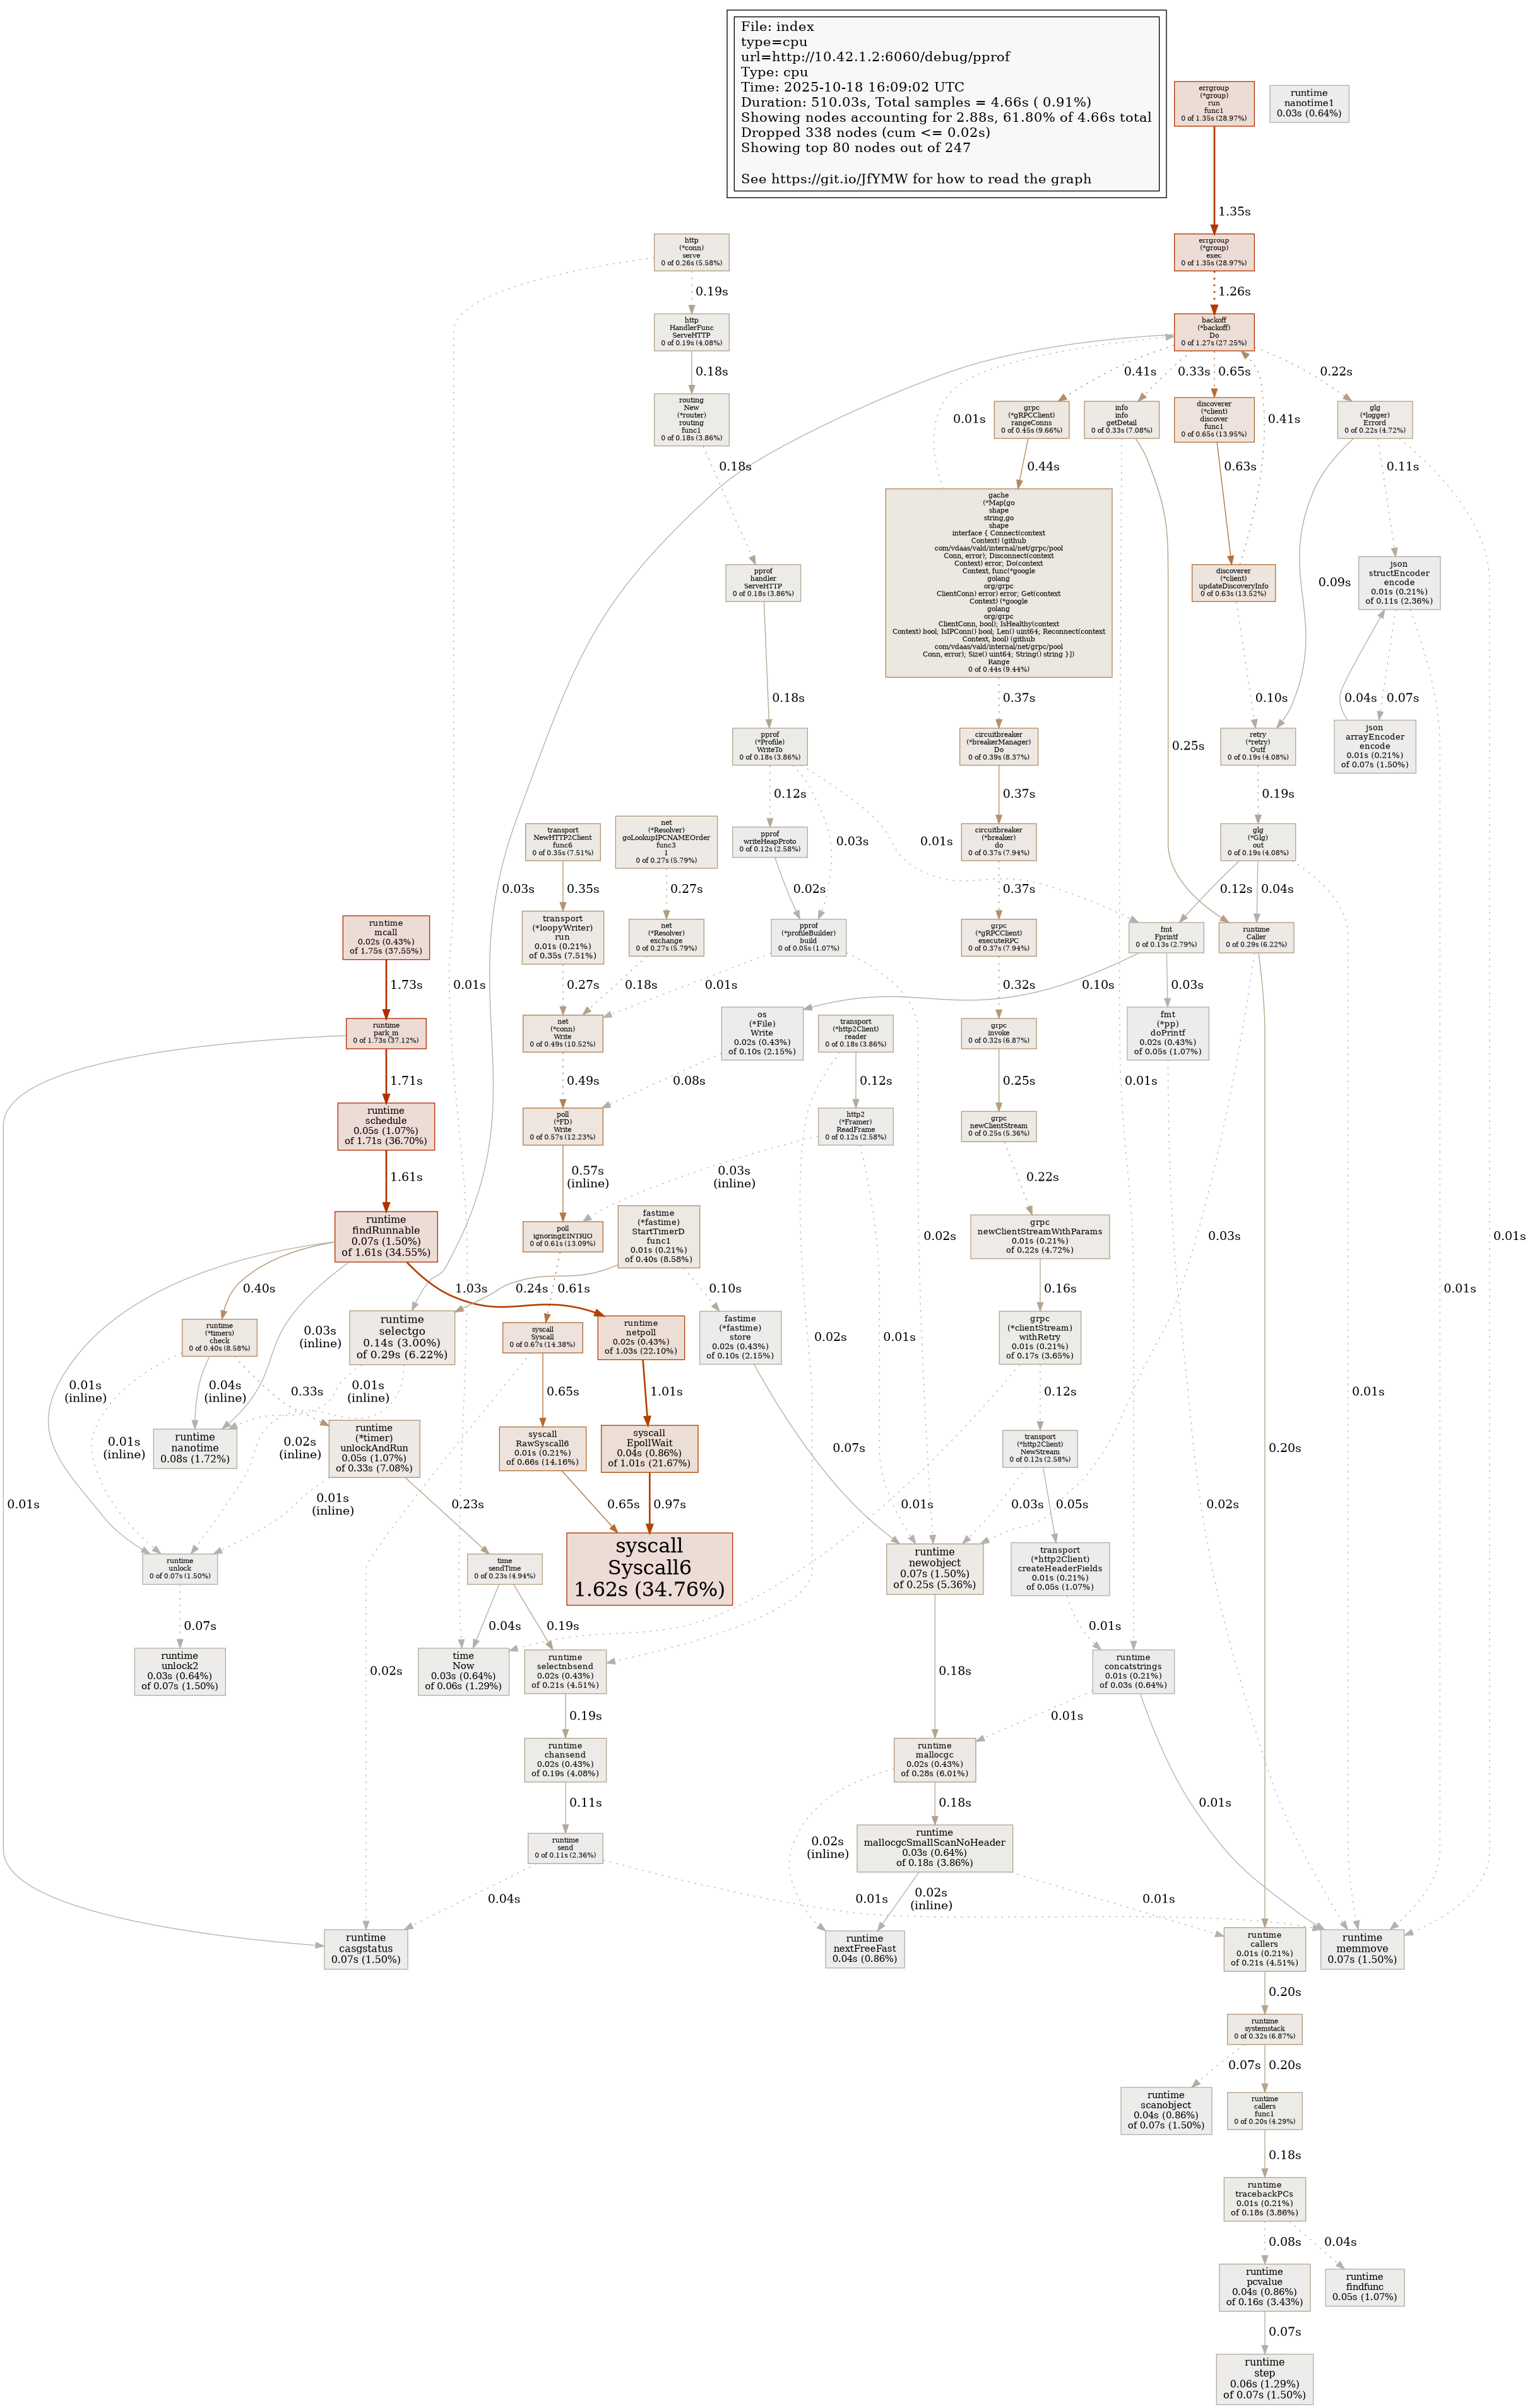 File: index
type=cpu
url=http://10.42.1.2:6060/debug/pprof
Type: cpu
Time: 2025-10-18 16:09:02 UTC
Duration: 510.03s, Total samples = 4.66s ( 0.91%)
Showing nodes accounting for 2.88s, 61.80% of 4.66s total
Dropped 338 nodes (cum <= 0.02s)
Showing top 80 nodes out of 247
See https://git.io/JfYMW for how to read the graph
errgroup
(*group)
run
func1
0 of 1.35s (28.97%)
runtime
nanotime1
0.03s (0.64%)
1.35s
http
(*conn)
serve
0 of 0.26s (5.58%)
errgroup
(*group)
exec
0 of 1.35s (28.97%)
0.19s
1.26s
http
HandlerFunc
ServeHTTP
0 of 0.19s (4.08%)
backoff
(*backoff)
Do
0 of 1.27s (27.25%)
0.18s
0.41s
0.33s
0.65s
0.22s
routing
New
(*router)
routing
func1
0 of 0.18s (3.86%)
0.01s
grpc
(*gRPCClient)
rangeConns
0 of 0.45s (9.66%)
info
info
getDetail
0 of 0.33s (7.08%)
discoverer
(*client)
discover
func1
0 of 0.65s (13.95%)
0.41s
glg
(*logger)
Errord
0 of 0.22s (4.72%)
0.18s
0.44s
0.63s
0.11s
gache
(*Map[go
shape
string,go
shape
interface { Connect(context
Context) (github
com/vdaas/vald/internal/net/grpc/pool
Conn, error); Disconnect(context
Context) error; Do(context
Context, func(*google
golang
org/grpc
ClientConn) error) error; Get(context
Context) (*google
golang
org/grpc
ClientConn, bool); IsHealthy(context
Context) bool; IsIPConn() bool; Len() uint64; Reconnect(context
Context, bool) (github
com/vdaas/vald/internal/net/grpc/pool
Conn, error); Size() uint64; String() string }])
Range
0 of 0.44s (9.44%)
pprof
handler
ServeHTTP
0 of 0.18s (3.86%)
discoverer
(*client)
updateDiscoveryInfo
0 of 0.63s (13.52%)
0.09s
json
structEncoder
encode
0.01s (0.21%)
of 0.11s (2.36%)
0.18s
0.37s
0.10s
0.04s
0.07s
pprof
(*Profile)
WriteTo
0 of 0.18s (3.86%)
circuitbreaker
(*breakerManager)
Do
0 of 0.39s (8.37%)
0.25s
retry
(*retry)
Outf
0 of 0.19s (4.08%)
json
arrayEncoder
encode
0.01s (0.21%)
of 0.07s (1.50%)
0.12s
0.37s
0.19s
transport
NewHTTP2Client
func6
0 of 0.35s (7.51%)
net
(*Resolver)
goLookupIPCNAMEOrder
func3
1
0 of 0.27s (5.79%)
pprof
writeHeapProto
0 of 0.12s (2.58%)
0.03s
0.01s
circuitbreaker
(*breaker)
do
0 of 0.37s (7.94%)
glg
(*Glg)
out
0 of 0.19s (4.08%)
0.03s
0.35s
0.27s
0.02s
0.37s
0.12s
0.04s
runtime
mcall
0.02s (0.43%)
of 1.75s (37.55%)
transport
(*loopyWriter)
run
0.01s (0.21%)
of 0.35s (7.51%)
net
(*Resolver)
exchange
0 of 0.27s (5.79%)
pprof
(*profileBuilder)
build
0 of 0.05s (1.07%)
grpc
(*gRPCClient)
executeRPC
0 of 0.37s (7.94%)
fmt
Fprintf
0 of 0.13s (2.79%)
runtime
Caller
0 of 0.29s (6.22%)
1.73s
0.01s
0.27s
0.18s
0.01s
0.32s
0.10s
0.03s
runtime
park_m
0 of 1.73s (37.12%)
net
(*conn)
Write
0 of 0.49s (10.52%)
os
(*File)
Write
0.02s (0.43%)
of 0.10s (2.15%)
transport
(*http2Client)
reader
0 of 0.18s (3.86%)
grpc
invoke
0 of 0.32s (6.87%)
fmt
(*pp)
doPrintf
0.02s (0.43%)
of 0.05s (1.07%)
1.71s
0.49s
0.08s
0.12s
0.25s
0.01s
runtime
schedule
0.05s (1.07%)
of 1.71s (36.70%)
poll
(*FD)
Write
0 of 0.57s (12.23%)
http2
(*Framer)
ReadFrame
0 of 0.12s (2.58%)
grpc
newClientStream
0 of 0.25s (5.36%)
1.61s
0.57s
(inline)
0.03s
(inline)
0.22s
runtime
findRunnable
0.07s (1.50%)
of 1.61s (34.55%)
poll
ignoringEINTRIO
0 of 0.61s (13.09%)
fastime
(*fastime)
StartTimerD
func1
0.01s (0.21%)
of 0.40s (8.58%)
0.02s
grpc
newClientStreamWithParams
0.01s (0.21%)
of 0.22s (4.72%)
0.03s
0.01s
0.40s
1.03s
0.24s
0.61s
0.10s
0.16s
0.01s
runtime
(*timers)
check
0 of 0.40s (8.58%)
0.03s
(inline)
runtime
selectgo
0.14s (3.00%)
of 0.29s (6.22%)
syscall
Syscall
0 of 0.67s (14.38%)
runtime
netpoll
0.02s (0.43%)
of 1.03s (22.10%)
fastime
(*fastime)
store
0.02s (0.43%)
of 0.10s (2.15%)
0.02s
0.01s
grpc
(*clientStream)
withRetry
0.01s (0.21%)
of 0.17s (3.65%)
0.01s
(inline)
0.04s
(inline)
0.33s
0.01s
(inline)
0.65s
1.01s
0.12s
0.01s
0.01s
(inline)
runtime
nanotime
0.08s (1.72%)
0.02s
(inline)
runtime
(*timer)
unlockAndRun
0.05s (1.07%)
of 0.33s (7.08%)
syscall
RawSyscall6
0.01s (0.21%)
of 0.66s (14.16%)
syscall
EpollWait
0.04s (0.86%)
of 1.01s (21.67%)
0.07s
transport
(*http2Client)
NewStream
0 of 0.12s (2.58%)
0.20s
0.01s
0.01s
(inline)
0.23s
0.65s
0.97s
0.01s
0.03s
0.05s
0.02s
runtime
unlock
0 of 0.07s (1.50%)
time
sendTime
0 of 0.23s (4.94%)
syscall
Syscall6
1.62s (34.76%)
runtime
newobject
0.07s (1.50%)
of 0.25s (5.36%)
transport
(*http2Client)
createHeaderFields
0.01s (0.21%)
of 0.05s (1.07%)
0.07s
0.04s
0.19s
0.01s
runtime
unlock2
0.03s (0.64%)
of 0.07s (1.50%)
0.02s
time
Now
0.03s (0.64%)
of 0.06s (1.29%)
runtime
selectnbsend
0.02s (0.43%)
of 0.21s (4.51%)
0.18s
runtime
concatstrings
0.01s (0.21%)
of 0.03s (0.64%)
0.19s
0.01s
runtime
chansend
0.02s (0.43%)
of 0.19s (4.08%)
runtime
mallocgc
0.02s (0.43%)
of 0.28s (6.01%)
0.11s
0.18s
0.01s
runtime
send
0 of 0.11s (2.36%)
0.02s
(inline)
runtime
mallocgcSmallScanNoHeader
0.03s (0.64%)
of 0.18s (3.86%)
0.04s
0.01s
0.02s
(inline)
0.01s
runtime
casgstatus
0.07s (1.50%)
runtime
nextFreeFast
0.04s (0.86%)
runtime
callers
0.01s (0.21%)
of 0.21s (4.51%)
runtime
memmove
0.07s (1.50%)
0.20s
runtime
systemstack
0 of 0.32s (6.87%)
0.07s
0.20s
runtime
scanobject
0.04s (0.86%)
of 0.07s (1.50%)
runtime
callers
func1
0 of 0.20s (4.29%)
0.18s
runtime
tracebackPCs
0.01s (0.21%)
of 0.18s (3.86%)
0.08s
0.04s
runtime
pcvalue
0.04s (0.86%)
of 0.16s (3.43%)
runtime
findfunc
0.05s (1.07%)
0.07s
runtime
step
0.06s (1.29%)
of 0.07s (1.50%)